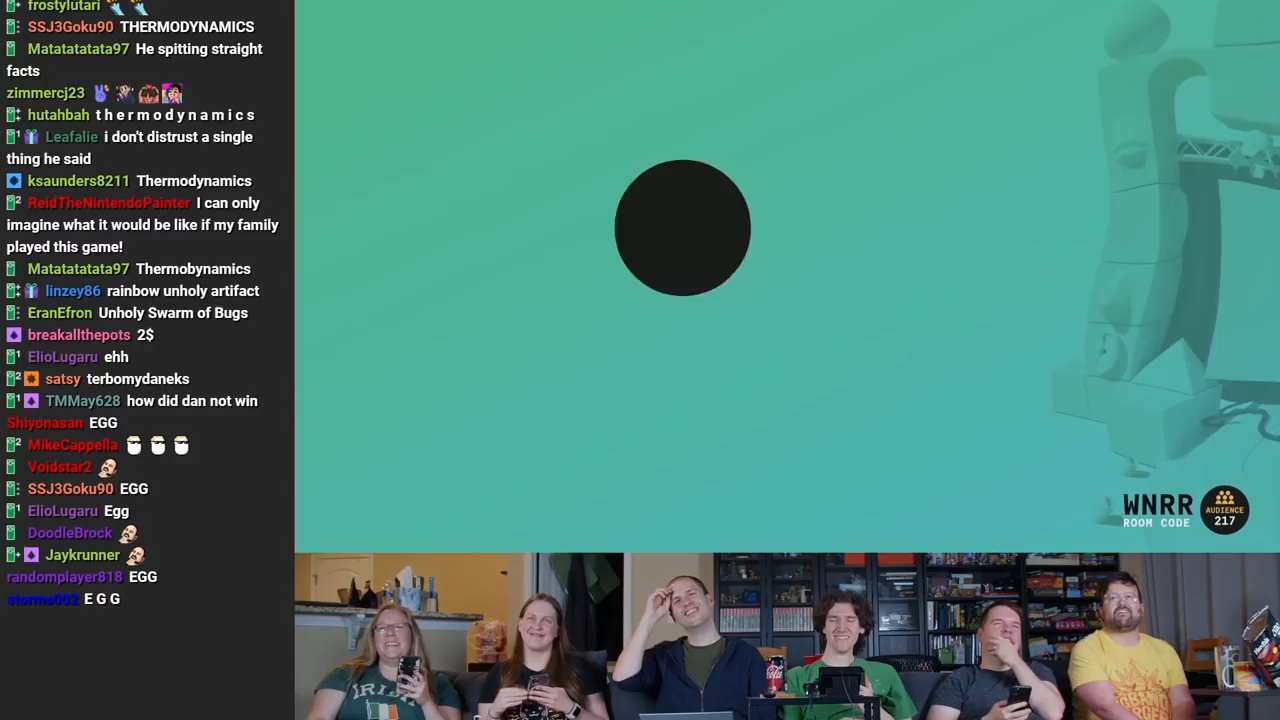 frostylutari
SSJ3Goku90 THERMODYNAMICS
Matatatatata97 He spitting straight
facts
zimmercj23
hutahbah t h e r m o d y n a m i c s
Leafalie i don't distrust a single
thing he said
ksaunders8211 Thermodynamics
ReidTheNintendoPainter I can only
imagine what it would be like if my family
played this game!
Matatatatata97 Thermobynamics
linzey86 rainbow unholy artifact
EranEfron Unholy Swarm of Bugs
breakallthepots 2$
ElioLugaru ehh
satsy terbomydaneks
TMMay628 how did dan not win
Shiyonasan EGG
MikeCappella
Voidstar2
SSJ3Goku90 EGG
ElioLugaru Egg
DoodleBrock
Jaykrunner
randomplayer818 EGG
storms002 E G G
WNRR
ROOM CODE
AUDIENCE
217
IRISH